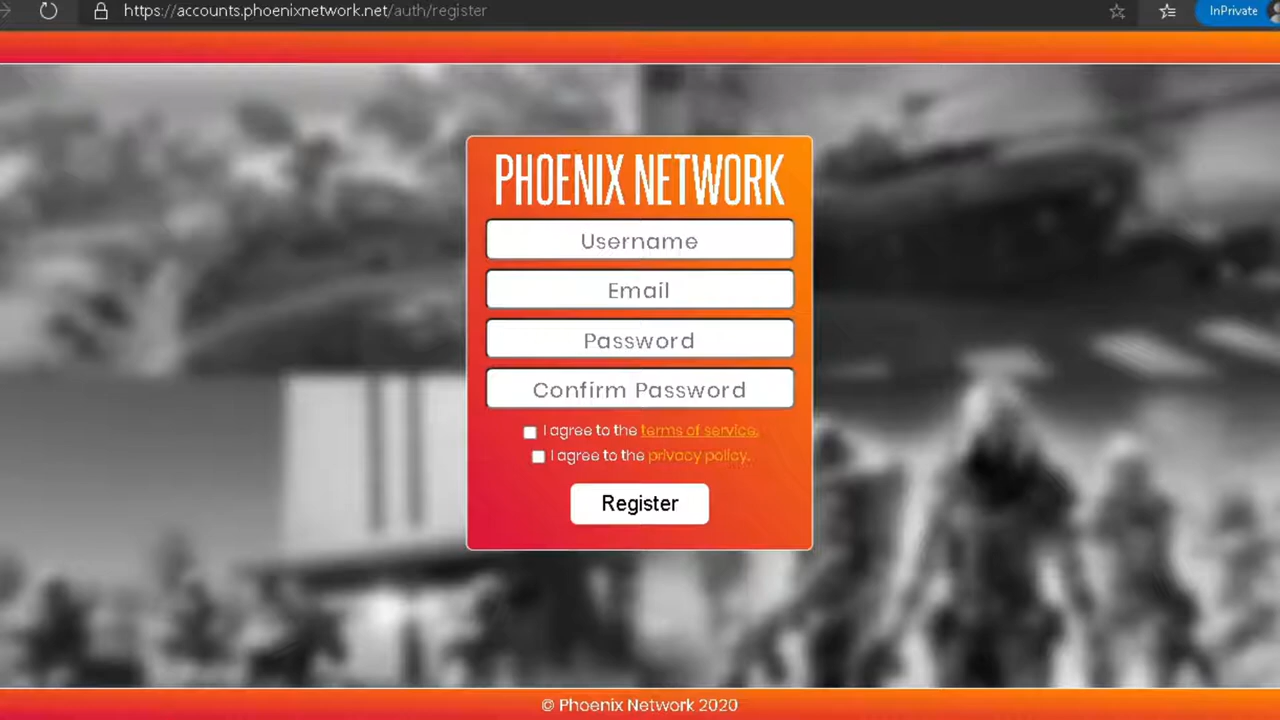 https://accounts.phoenixnetwork.net/auth/register
InPrivate
PHOENIX NETWORK
Username
Email
Password
Confirm Password
I agree to the terms of service.
I agree to the privacy policy.
Register
© Phoenix Network 2020